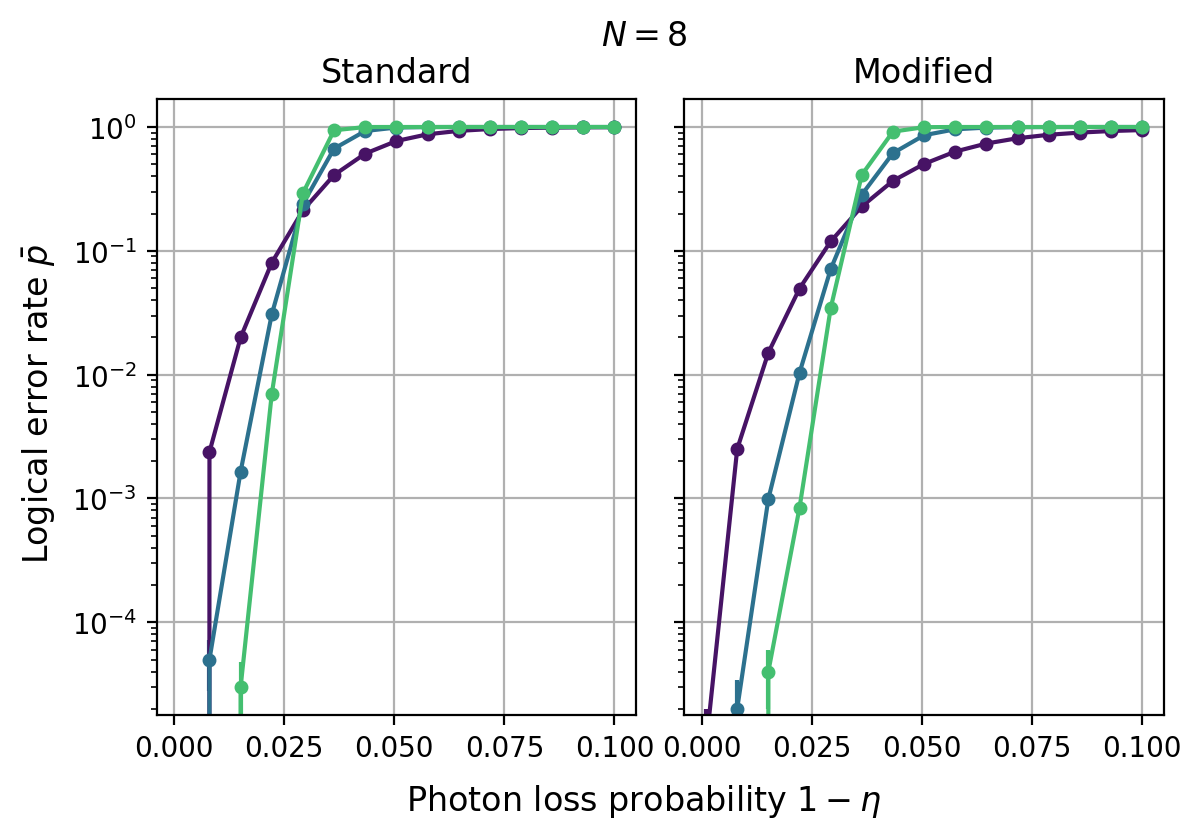 N = 8
Standard
Modified
Logical error rate p̄
10⁰
10⁻¹
10⁻²
10⁻³
10⁻⁴
0.000 0.025 0.050 0.075 0.100
0.000 0.025 0.050 0.075 0.100
Photon loss probability 1 − η